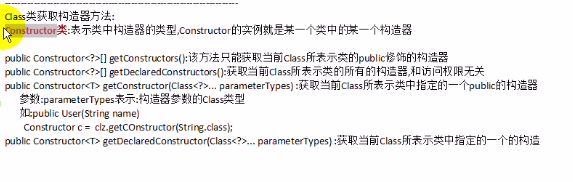 Class类获取构造器方法:
Constructor类:表示类中构造器的类型,Constructor的实例就是某一个类中的某一个构造器
public Constructor<?>[] getConstructors():该方法只能获取当前Class所表示类的public修饰的构造器
public Constructor<?>[] getDeclaredConstructors():获取当前Class所表示类的所有的构造器,和访问权限无关
public Constructor<T> getConstructor(Class<?>... parameterTypes) :获取当前Class所表示类中指定的一个public的构造器
参数:parameterTypes表示:构造器参数的Class类型
如:public User(String name)
Constructor c = clz.getCOnstructor(String.class);
public Constructor<T> getDeclaredConstructor(Class<?>... parameterTypes) :获取当前Class所表示类中指定的一个的构造